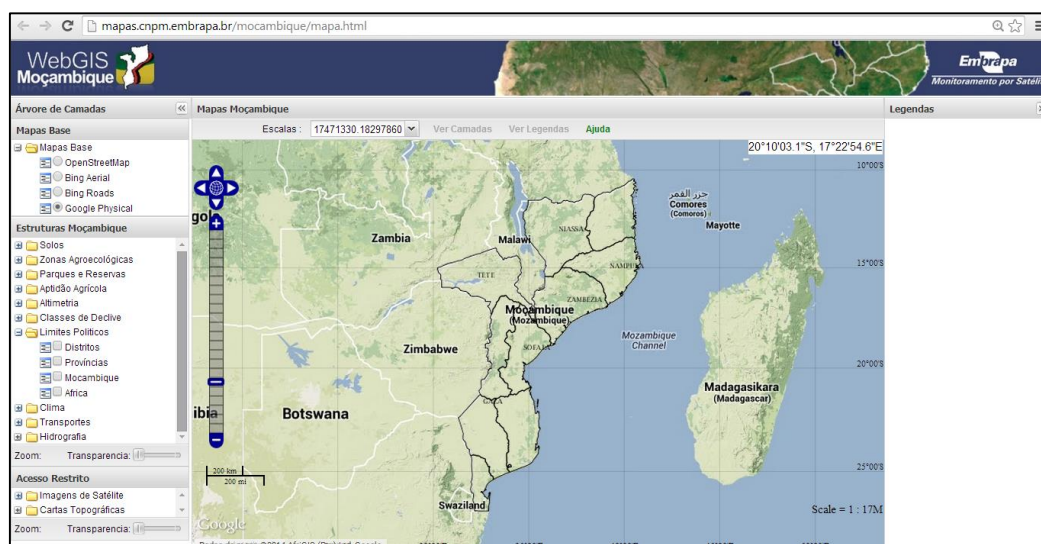 mapas.cnpm.embrapa.br/mocambique/mapa.html
WebGIS
Moçambique
Embrapa
Monitoramento por Satéli
Árvore de Camadas
Mapas Moçambique
Legendas
Mapas Base
Escalas :
17471330.18297860
Ver Camadas
Ver Legendas
Ajuda
Mapas Base
OpenStreetMap
Bing Aerial
Bing Roads
Google Physical
Estruturas Moçambique
Solos
Zonas Agroecológicas
Parques e Reservas
Aptidão Agrícola
Altimetria
Classes de Declive
Limites Politicos
Distritos
Províncias
Mocambique
Africa
Clima
Transportes
Hidrografia
Zoom: Transparencia:
Acesso Restrito
Imagens de Satélite
Cartas Topográficas
Zoom: Transparencia:
20°10'03.1"S, 17°22'54.6"E
10°00'S
جزر القمر
Comores
(Comoros)
Mayotte
gola
Zambia
Malawi
NIASSA
NAMPULA
15°00'S
TETE
ZAMBEZIA
Moçambique
(Mozambique)
Mozambique
Channel
Zimbabwe
SOFALA
20°00'S
Madagasikara
(Madagascar)
GAZA
ibia
Botswana
25°00'S
200 km
200 mi
Swaziland
Scale = 1 : 17M
Google